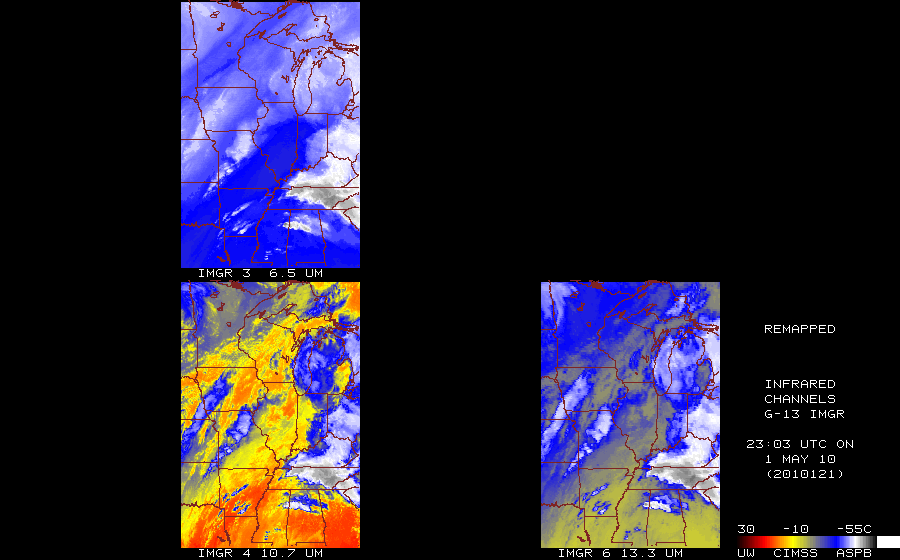 IMGR 3 6.5 UM
REMAPPED
INFRARED
CHANNELS
G-13 IMGR
23:03 UTC ON
1 MAY 10
(2010121)
30 -10 -55C
IMGR 4 10.7 UM
IMGR 6 13.3 UM
UW CIMSS ASPB